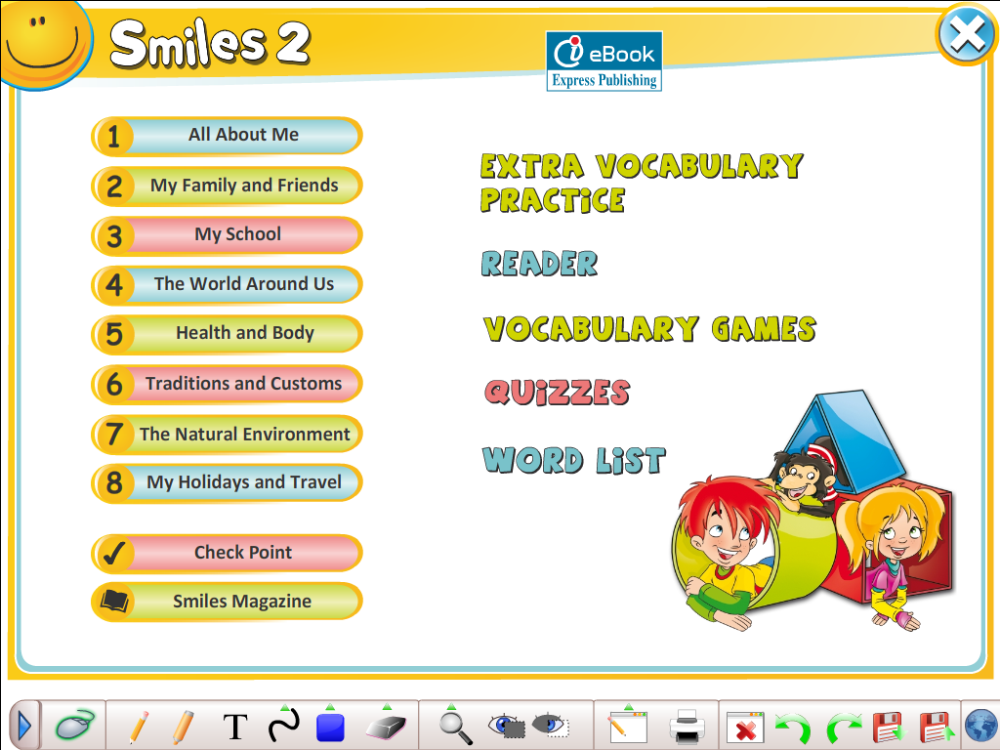 Smiles 2
i eBook
Express Publishing
1 All About Me
2 My Family and Friends
3 My School
4 The World Around Us
5 Health and Body
6 Traditions and Customs
7 The Natural Environment
8 My Holidays and Travel
Check Point
Smiles Magazine
EXTRA VOCABULARY
PRACTiCE
READER
VOCABULARY GAMES
QUiZZES
WORD LiST
T